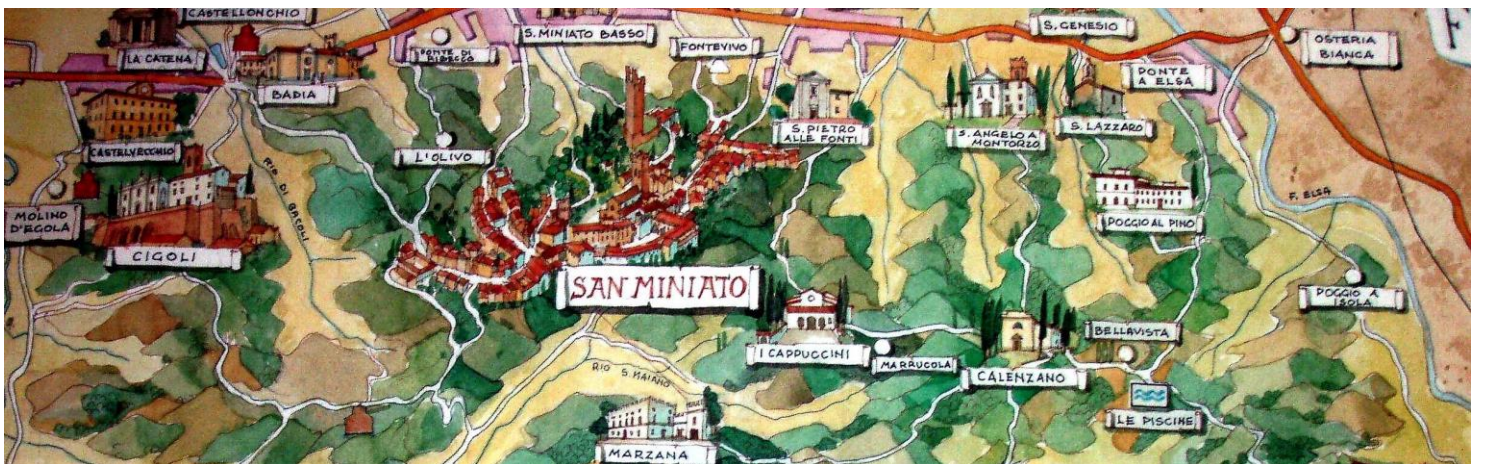 CASTELLONCHIO
LA CATENA
BADIA
PONTE DI
RIBECCO
S. MINIATO BASSO
FONTEVIVO
S. GENESIO
OSTERIA
BIANCA
F
PONTE
A ELSA
CASTELVECCHIO
L'OLIVO
S. PIETRO
ALLE FONTI
S. ANGELO A
MONTORZO
S. LAZZARO
RIO DI
BACOLI
MOLINO
D'EGOLA
CIGOLI
F. ELSA
POGGIO AL PINO
SAN MINIATO
POGGIO A
ISOLA
I CAPPUCCINI
MARRUCOLA
BELLAVISTA
CALENZANO
RIO S. MAIANO
LE PISCINE
MARZANA